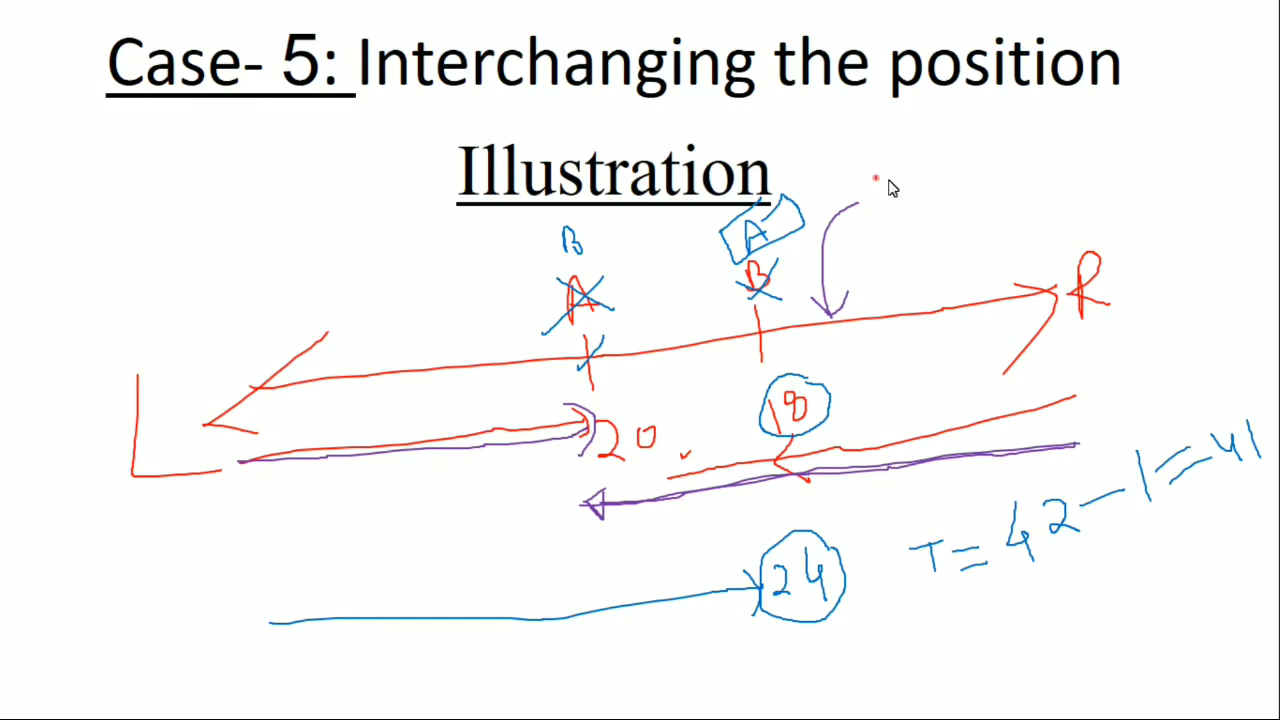 Case- 5: Interchanging the position
Illustration
B A
A B R
L
20 18
T = 42 - 1 = 41
24